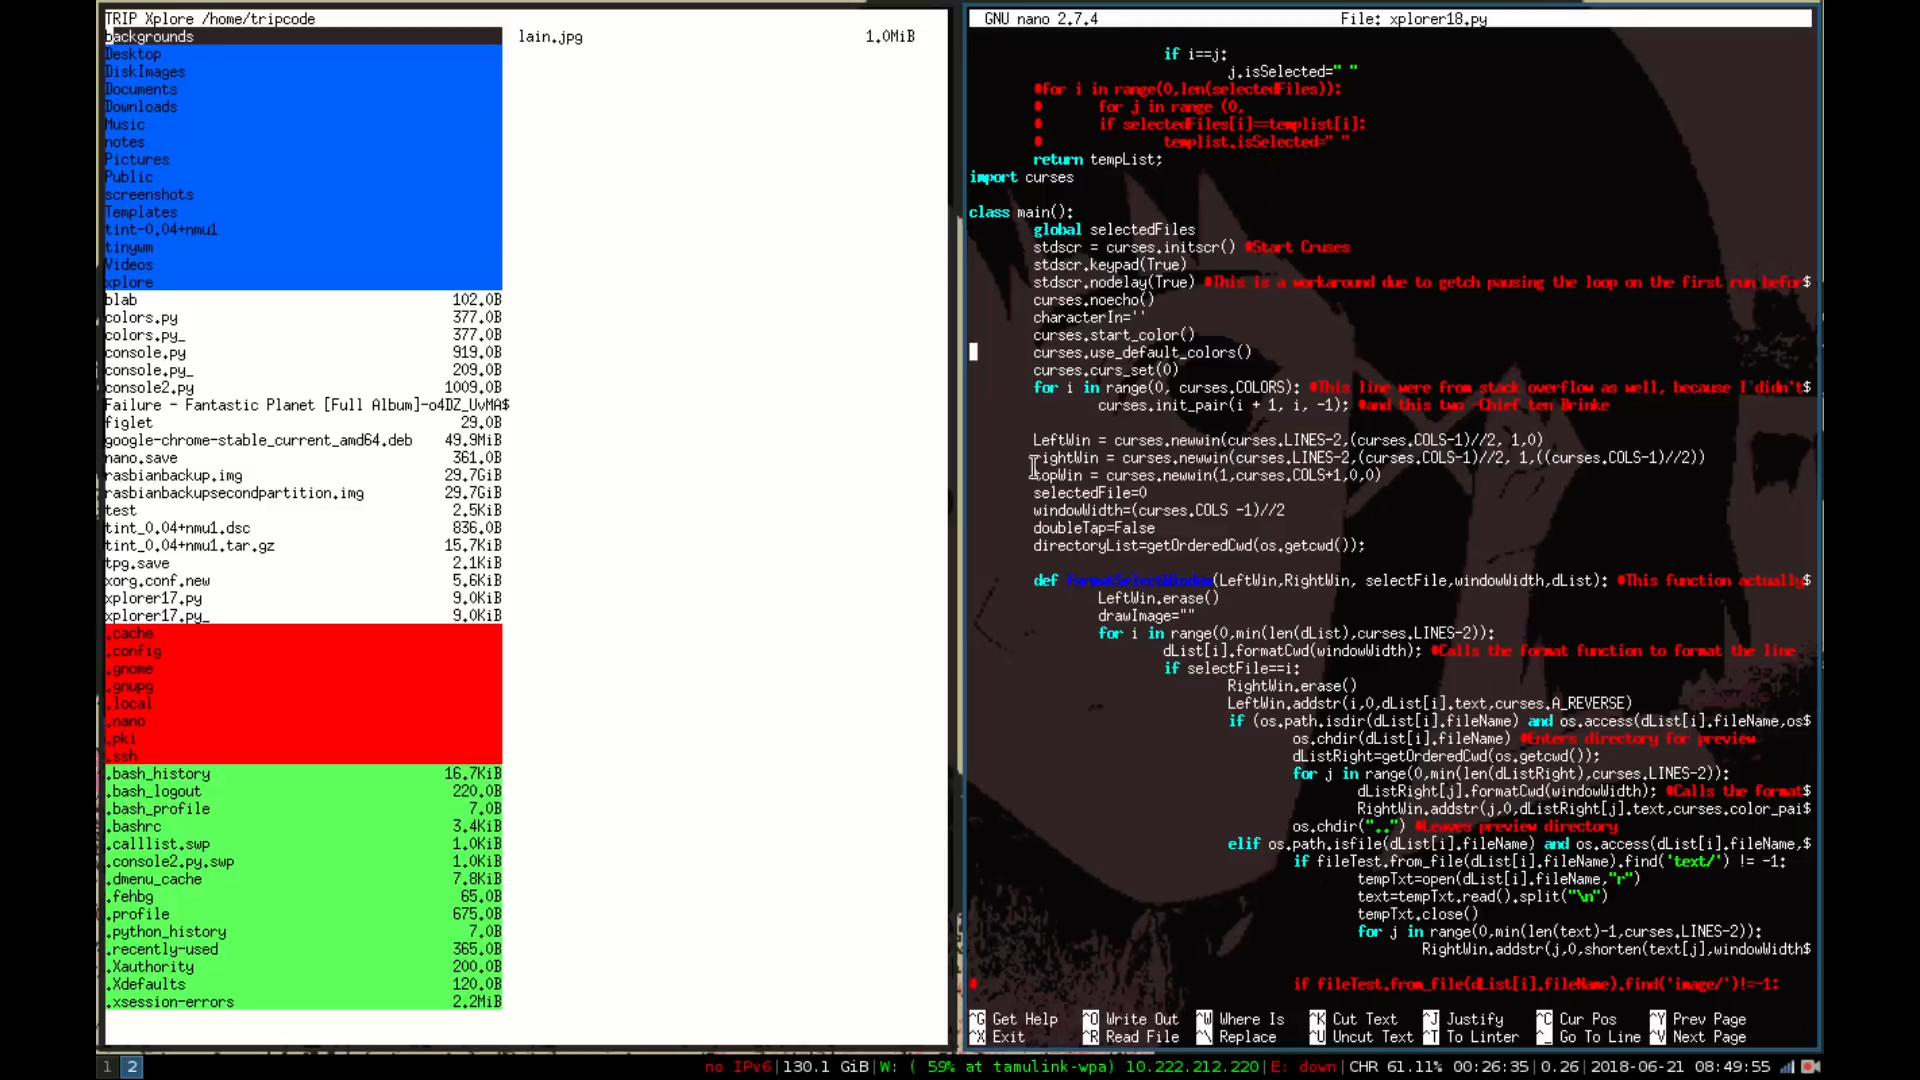 TRIP Xplore /home/tripcode
backgrounds
Desktop
DiskImages
Documents
Downloads
Music
notes
Pictures
Public
screenshots
Templates
tint-0.04+nmu1
tinywm
Videos
xplore
blab 102.0B
colors.py 377.0B
colors.py_ 377.0B
console.py 919.0B
console.py_ 209.0B
console2.py 1009.0B
Failure - Fantastic Planet [Full Album]-o4DZ_UvMA$
figlet 29.0B
google-chrome-stable_current_amd64.deb 49.9MiB
nano.save 361.0B
rasbianbackup.img 29.7GiB
rasbianbackupsecondpartition.img 29.7GiB
test 2.5KiB
tint_0.04+nmu1.dsc 836.0B
tint_0.04+nmu1.tar.gz 15.7KiB
tpg.save 2.1KiB
xorg.conf.new 5.6KiB
xplorer17.py 9.0KiB
xplorer17.py_ 9.0KiB
.cache
.config
.gnome
.gnupg
.local
.nano
.pki
.ssh
.bash_history 16.7KiB
.bash_logout 220.0B
.bash_profile 7.0B
.bashrc 3.4KiB
.calllist.swp 1.0KiB
.console2.py.swp 1.0KiB
.dmenu_cache 7.8KiB
.fehbg 65.0B
.profile 675.0B
.python_history 7.0B
.recently-used 365.0B
.Xauthority 200.0B
.Xdefaults 120.0B
.xsession-errors 2.2MiB
lain.jpg 1.0MiB
GNU nano 2.7.4 File: xplorer18.py
if i==j:
j.isSelected=" "
#for i in range(0,len(selectedFiles)):
# for j in range (0,
# if selectedFiles[i]==templist[i]:
# templist.isSelected=" "
return tempList;
import curses
class main():
global selectedFiles
stdscr = curses.initscr() #Start Cruses
stdscr.keypad(True)
stdscr.nodelay(True) #This is a workaround due to getch pausing the loop on the first run befor$
curses.noecho()
characterIn=''
curses.start_color()
curses.use_default_colors()
curses.curs_set(0)
for i in range(0, curses.COLORS): #This line were from stack overflow as well, because I didn't$
curses.init_pair(i + 1, i, -1); #and this two -Chief ten Brinke
LeftWin = curses.newwin(curses.LINES-2,(curses.COLS-1)//2, 1,0)
rightWin = curses.newwin(curses.LINES-2,(curses.COLS-1)//2, 1,((curses.COLS-1)//2))
topWin = curses.newwin(1,curses.COLS+1,0,0)
selectedFile=0
windowWidth=(curses.COLS -1)//2
doubleTap=False
directoryList=getOrderedCwd(os.getcwd());
def formatSelectWindow(LeftWin,RightWin, selectFile,windowWidth,dList): #This function actually$
LeftWin.erase()
drawImage=""
for i in range(0,min(len(dList),curses.LINES-2)):
dList[i].formatCwd(windowWidth); #Calls the format function to format the line
if selectFile==i:
RightWin.erase()
LeftWin.addstr(i,0,dList[i].text,curses.A_REVERSE)
if (os.path.isdir(dList[i].fileName) and os.access(dList[i].fileName,os$
os.chdir(dList[i].fileName) #Enters directory for preview
dListRight=getOrderedCwd(os.getcwd());
for j in range(0,min(len(dListRight),curses.LINES-2)):
dListRight[j].formatCwd(windowWidth); #Calls the format$
RightWin.addstr(j,0,dListRight[j].text,curses.color_pai$
os.chdir("..") #Leaves preview directory
elif os.path.isfile(dList[i].fileName) and os.access(dList[i].fileName,$
if fileTest.from_file(dList[i].fileName).find('text/') != -1:
tempTxt=open(dList[i].fileName,"r")
text=tempTxt.read().split("\n")
tempTxt.close()
for j in range(0,min(len(text)-1,curses.LINES-2)):
RightWin.addstr(j,0,shorten(text[j],windowWidth$
# if fileTest.from_file(dList[i].fileName).find('image/')!=-1:
^G Get Help ^O Write Out ^W Where Is ^K Cut Text ^J Justify ^C Cur Pos ^Y Prev Page
^X Exit ^R Read File ^\ Replace ^U Uncut Text ^T To Linter ^_ Go To Line ^V Next Page
1 2 no IPv6|130.1 GiB|W: ( 59% at tamulink-wpa) 10.222.212.220|E: down|CHR 61.11% 00:26:35|0.26|2018-06-21 08:49:55